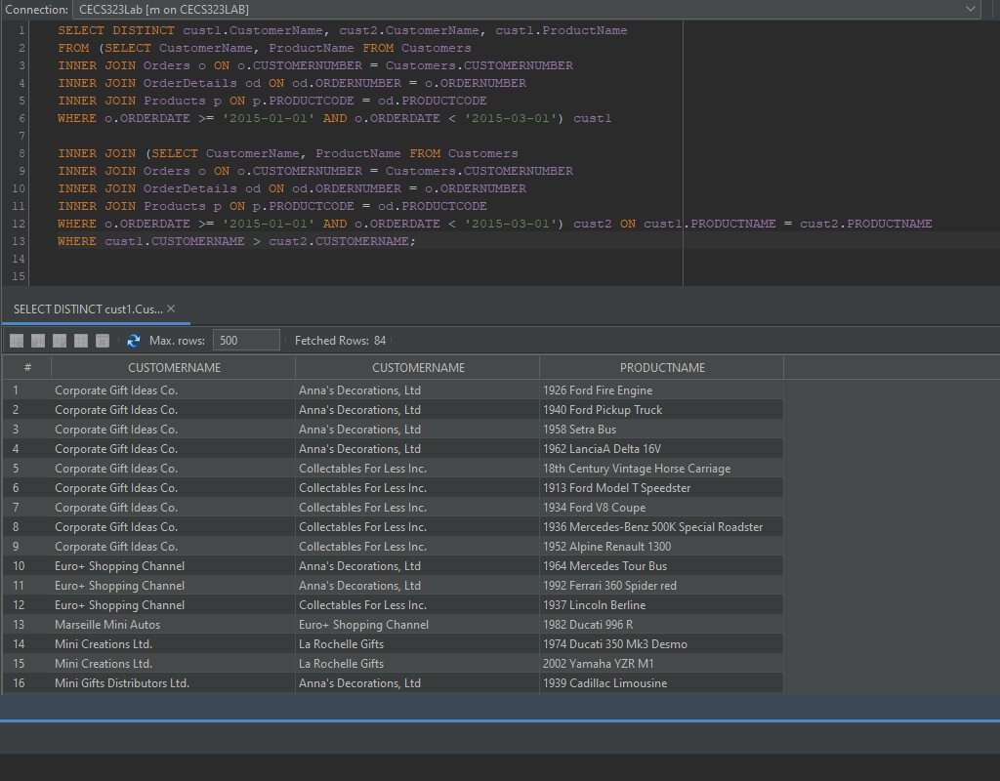 Connection: CECS323Lab [m on CECS323LAB]
1 SELECT DISTINCT cust1.CustomerName, cust2.CustomerName, cust1.ProductName
2 FROM (SELECT CustomerName, ProductName FROM Customers
3 INNER JOIN Orders o ON o.CUSTOMERNUMBER = Customers.CUSTOMERNUMBER
4 INNER JOIN OrderDetails od ON od.ORDERNUMBER = o.ORDERNUMBER
5 INNER JOIN Products p ON p.PRODUCTCODE = od.PRODUCTCODE
6 WHERE o.ORDERDATE >= '2015-01-01' AND o.ORDERDATE < '2015-03-01') cust1
7
8 INNER JOIN (SELECT CustomerName, ProductName FROM Customers
9 INNER JOIN Orders o ON o.CUSTOMERNUMBER = Customers.CUSTOMERNUMBER
10 INNER JOIN OrderDetails od ON od.ORDERNUMBER = o.ORDERNUMBER
11 INNER JOIN Products p ON p.PRODUCTCODE = od.PRODUCTCODE
12 WHERE o.ORDERDATE >= '2015-01-01' AND o.ORDERDATE < '2015-03-01') cust2 ON cust1.PRODUCTNAME = cust2.PRODUCTNAME
13 WHERE cust1.CUSTOMERNAME > cust2.CUSTOMERNAME;
14
15
SELECT DISTINCT cust1.Cus... ×
Max. rows: 500 Fetched Rows: 84
# CUSTOMERNAME CUSTOMERNAME PRODUCTNAME
1 Corporate Gift Ideas Co. Anna's Decorations, Ltd 1926 Ford Fire Engine
2 Corporate Gift Ideas Co. Anna's Decorations, Ltd 1940 Ford Pickup Truck
3 Corporate Gift Ideas Co. Anna's Decorations, Ltd 1958 Setra Bus
4 Corporate Gift Ideas Co. Anna's Decorations, Ltd 1962 LanciaA Delta 16V
5 Corporate Gift Ideas Co. Collectables For Less Inc. 18th Century Vintage Horse Carriage
6 Corporate Gift Ideas Co. Collectables For Less Inc. 1913 Ford Model T Speedster
7 Corporate Gift Ideas Co. Collectables For Less Inc. 1934 Ford V8 Coupe
8 Corporate Gift Ideas Co. Collectables For Less Inc. 1936 Mercedes-Benz 500K Special Roadster
9 Corporate Gift Ideas Co. Collectables For Less Inc. 1952 Alpine Renault 1300
10 Euro+ Shopping Channel Anna's Decorations, Ltd 1964 Mercedes Tour Bus
11 Euro+ Shopping Channel Anna's Decorations, Ltd 1992 Ferrari 360 Spider red
12 Euro+ Shopping Channel Collectables For Less Inc. 1937 Lincoln Berline
13 Marseille Mini Autos Euro+ Shopping Channel 1982 Ducati 996 R
14 Mini Creations Ltd. La Rochelle Gifts 1974 Ducati 350 Mk3 Desmo
15 Mini Creations Ltd. La Rochelle Gifts 2002 Yamaha YZR M1
16 Mini Gifts Distributors Ltd. Anna's Decorations, Ltd 1939 Cadillac Limousine